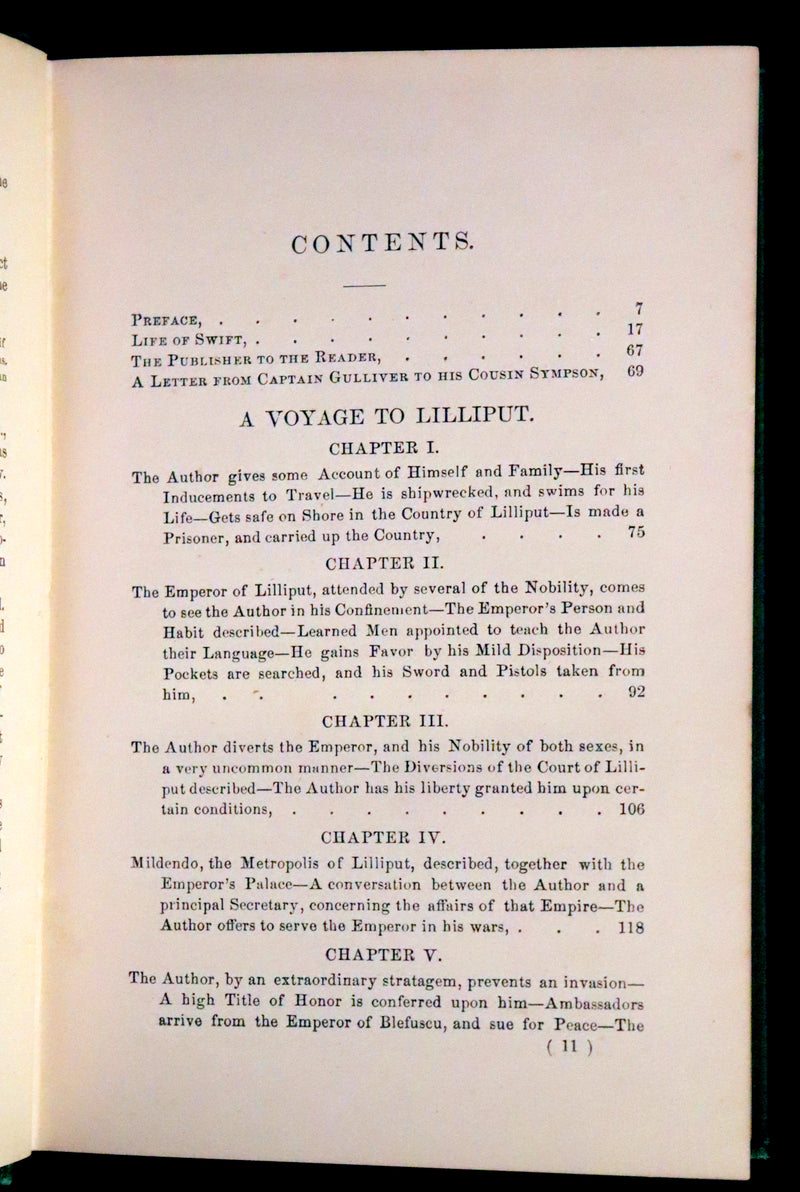 CONTENTS.
PREFACE, . . . . . . . . . . . 7
LIFE OF SWIFT, . . . . . . . . . . 17
THE PUBLISHER TO THE READER, . . . . . . 67
A LETTER FROM CAPTAIN GULLIVER TO HIS COUSIN SYMPSON, 69
A VOYAGE TO LILLIPUT.
CHAPTER I.
The Author gives some Account of Himself and Family—His first
Inducements to Travel—He is shipwrecked, and swims for his
Life—Gets safe on Shore in the Country of Lilliput—Is made a
Prisoner, and carried up the Country, . . . . 75
CHAPTER II.
The Emperor of Lilliput, attended by several of the Nobility, comes
to see the Author in his Confinement—The Emperor's Person and
Habit described—Learned Men appointed to teach the Author
their Language—He gains Favor by his Mild Disposition—His
Pockets are searched, and his Sword and Pistols taken from
him, . . . . . . . . . . 92
CHAPTER III.
The Author diverts the Emperor, and his Nobility of both sexes, in
a very uncommon manner—The Diversions of the Court of Lilli-
put described—The Author has his liberty granted him upon cer-
tain conditions, . . . . . . . . . 106
CHAPTER IV.
Mildendo, the Metropolis of Lilliput, described, together with the
Emperor's Palace—A conversation between the Author and a
principal Secretary, concerning the affairs of that Empire—The
Author offers to serve the Emperor in his wars, . . . 118
CHAPTER V.
The Author, by an extraordinary stratagem, prevents an invasion—
A high Title of Honor is conferred upon him—Ambassadors
arrive from the Emperor of Blefuscu, and sue for Peace—The
( 11 )